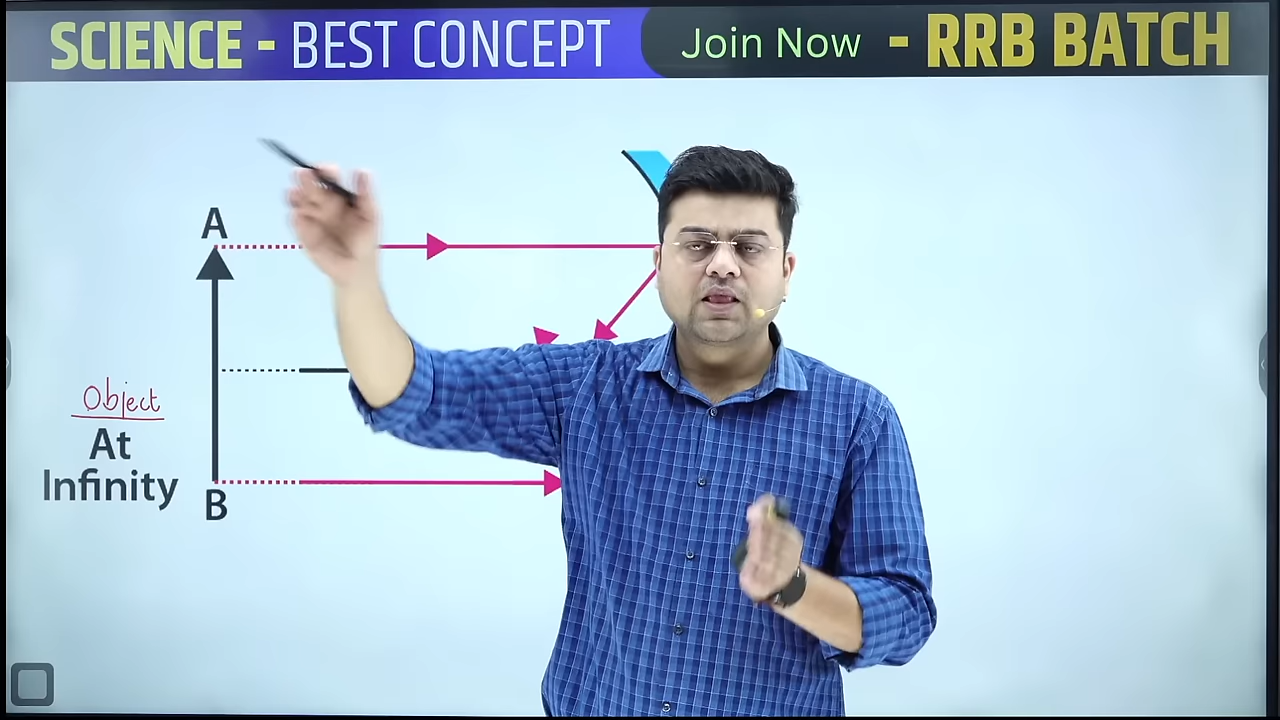 SCIENCE - BEST CONCEPT Join Now - RRB BATCH
A
Object
At
Infinity
B